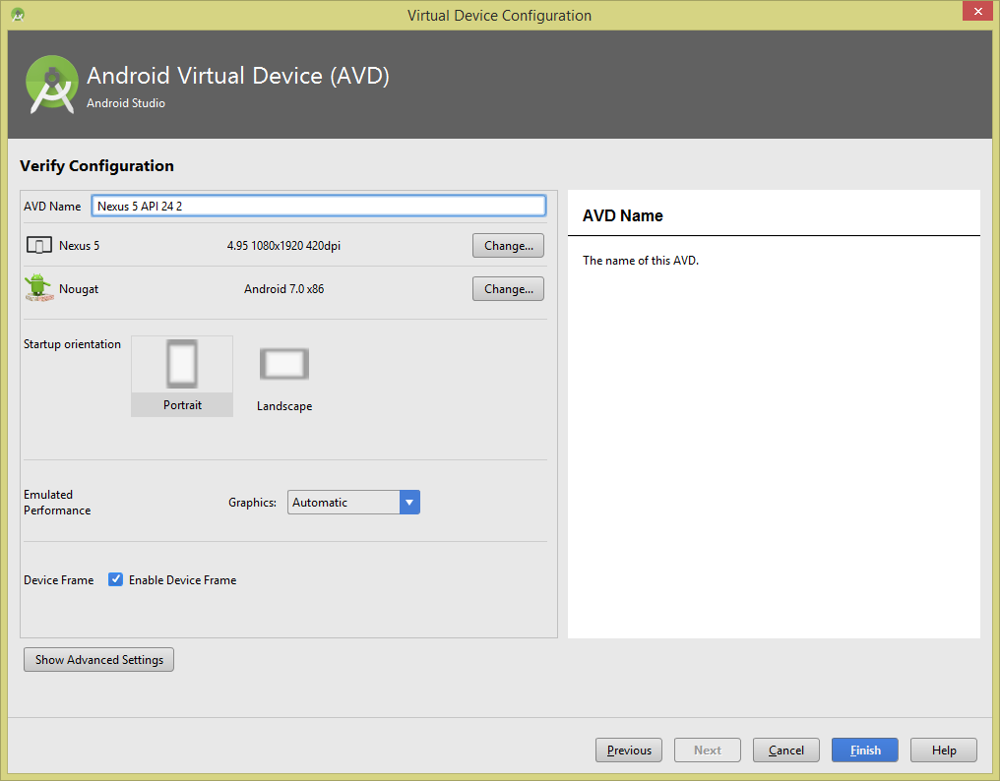 Virtual Device Configuration
Android Virtual Device (AVD)
Android Studio
Verify Configuration
AVD Name Nexus 5 API 24 2
Nexus 5 4.95 1080x1920 420dpi Change...
Nougat Android 7.0 x86 Change...
Startup orientation
Portrait Landscape
Emulated
Performance
Graphics: Automatic
Device Frame Enable Device Frame
Show Advanced Settings
AVD Name
The name of this AVD.
Previous Next Cancel Finish Help